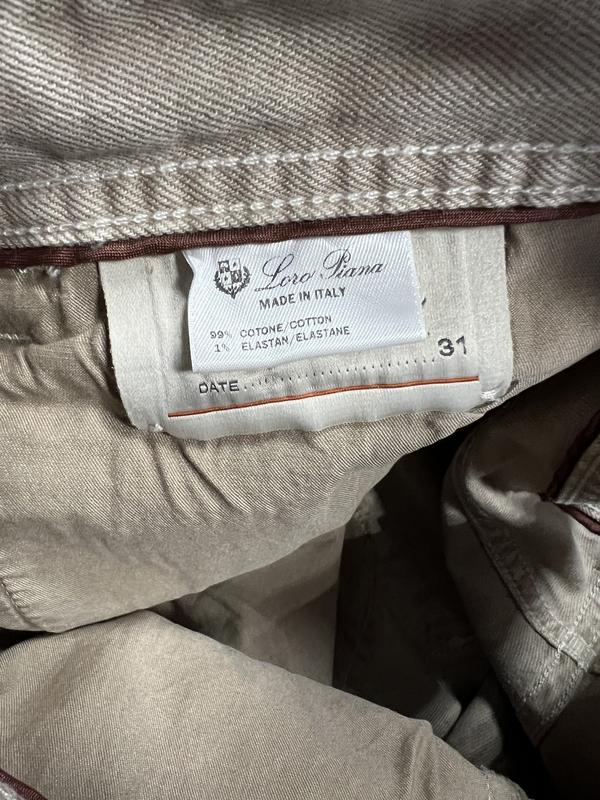 Loro Piana
MADE IN ITALY
99% COTONE/COTTON
1% ELASTAN/ELASTANE
31
DATE